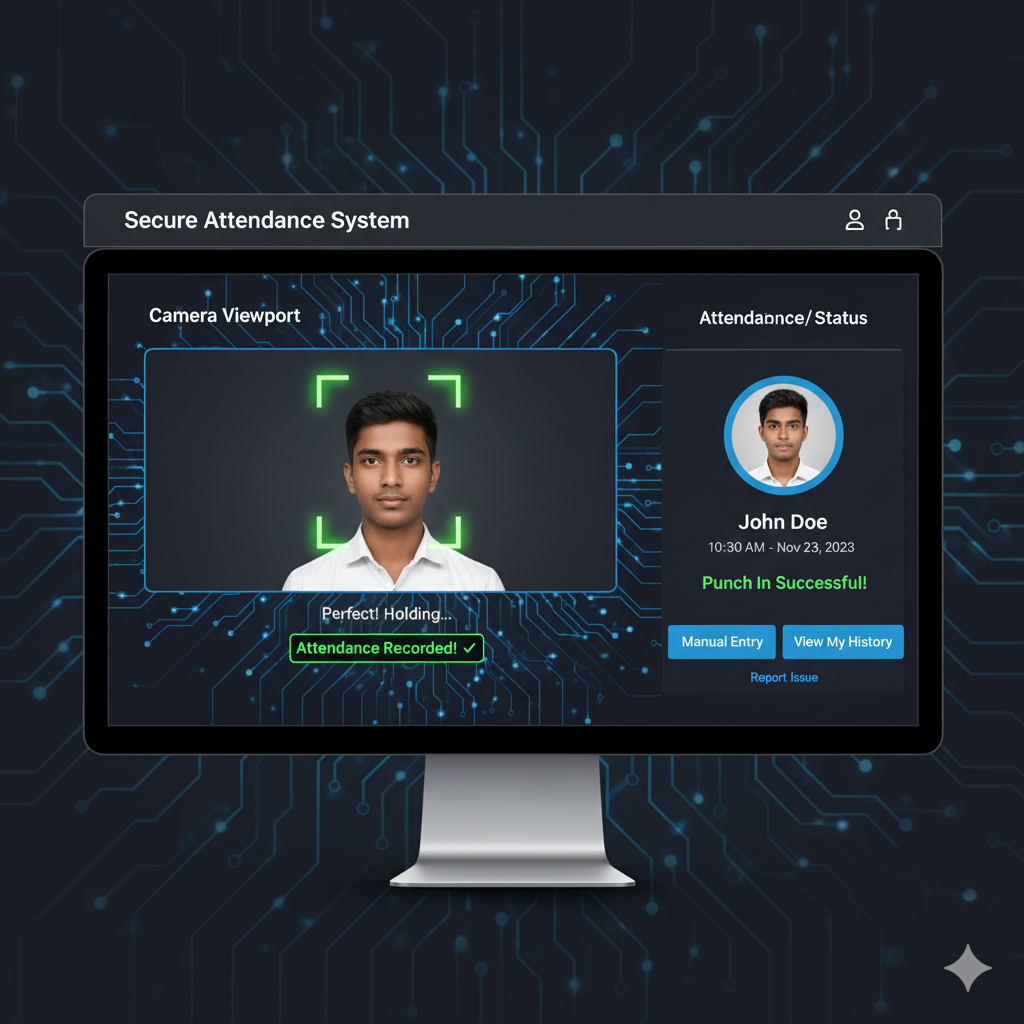 Secure Attendance System
Camera Viewport
Perfect! Holding...
Attendance Recorded! ✓
Attendaince/Status
John Doe
10:30 AM - Nov 23, 2023
Punch In Successful!
Manual Entry
View My History
Report Issue